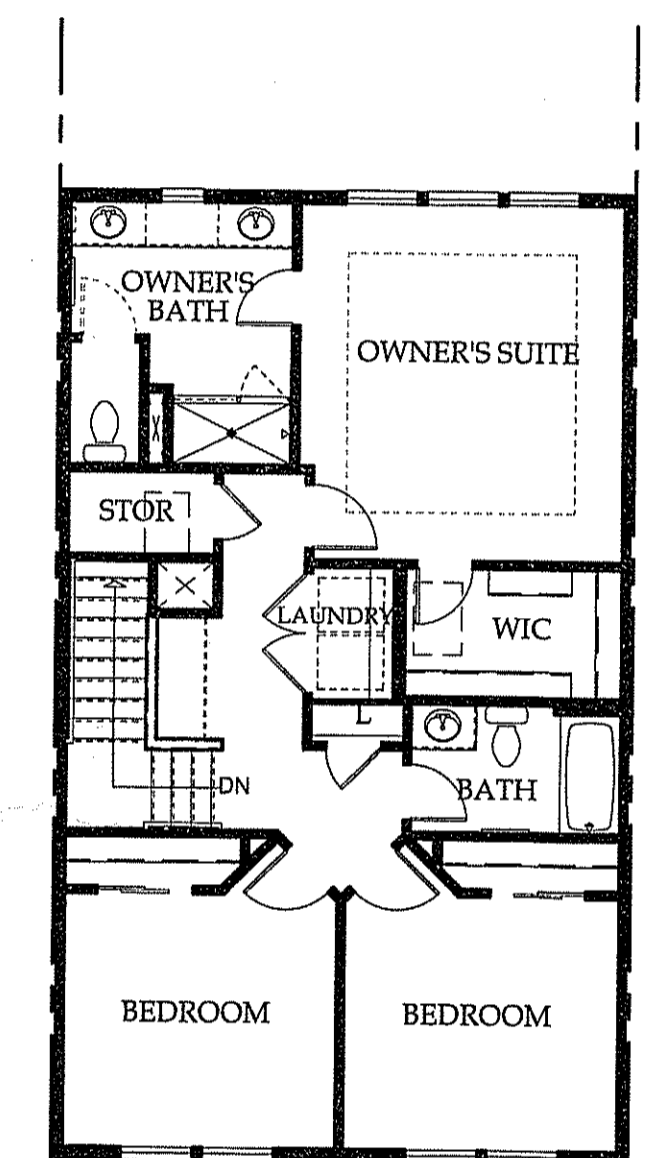 OWNER'S
BATH
OWNER'S SUITE
STOR
LAUNDRY
WIC
L
DN
BATH
BEDROOM
BEDROOM